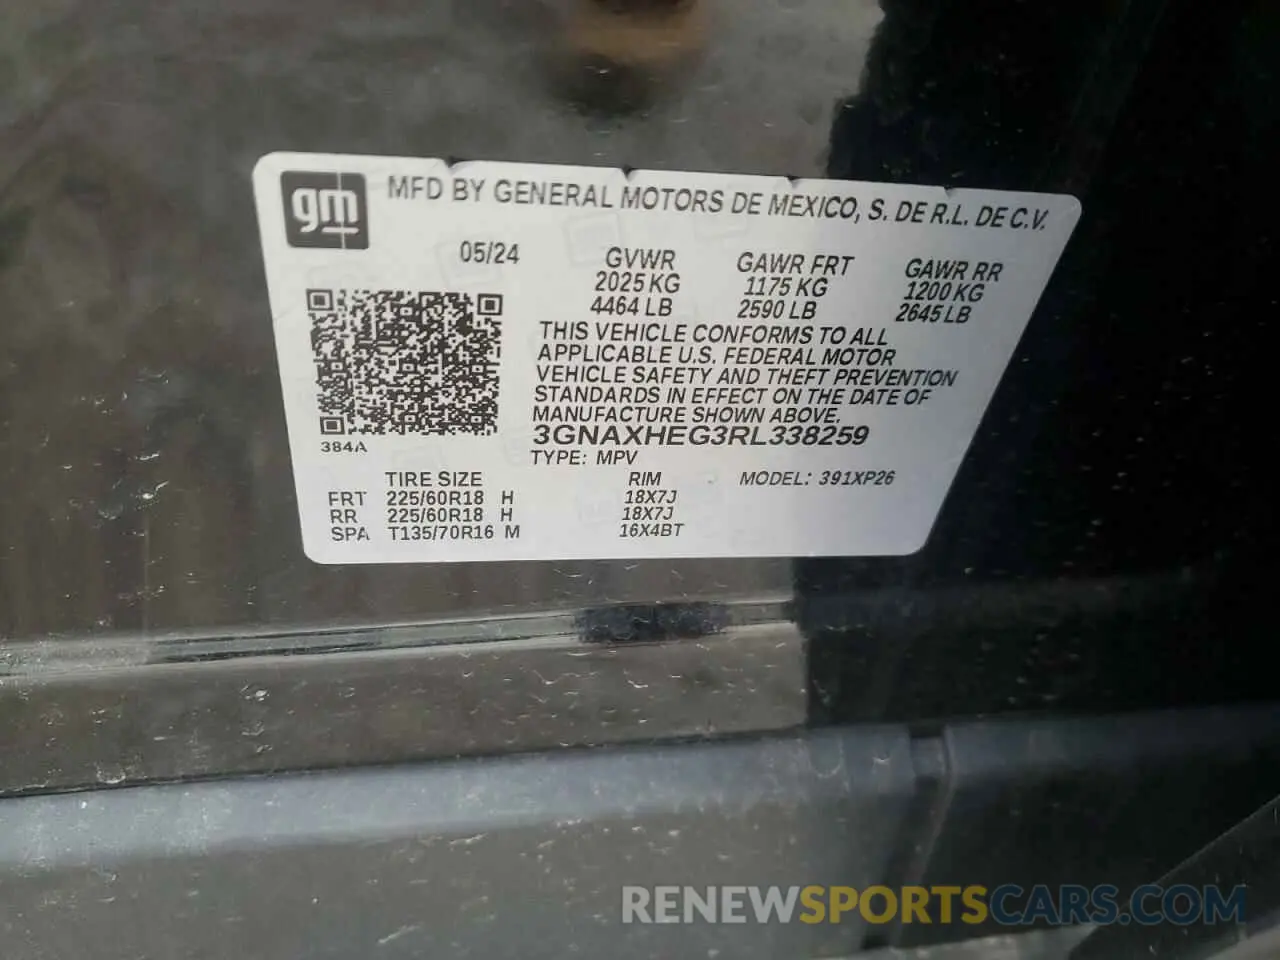 gm
MFD BY GENERAL MOTORS DE MEXICO, S. DE R.L. DE C.V.
05/24 GVWR GAWR FRT GAWR RR
2025 KG 1175 KG 1200 KG
4464 LB 2590 LB 2645 LB
THIS VEHICLE CONFORMS TO ALL
APPLICABLE U.S. FEDERAL MOTOR
VEHICLE SAFETY AND THEFT PREVENTION
STANDARDS IN EFFECT ON THE DATE OF
MANUFACTURE SHOWN ABOVE.
3GNAXHEG3RL338259
384A
TYPE: MPV
TIRE SIZE RIM MODEL: 391XP26
FRT 225/60R18 H 18X7J
RR 225/60R18 H 18X7J
SPA T135/70R16 M 16X4BT
RENEWSPORTSCARS.COM